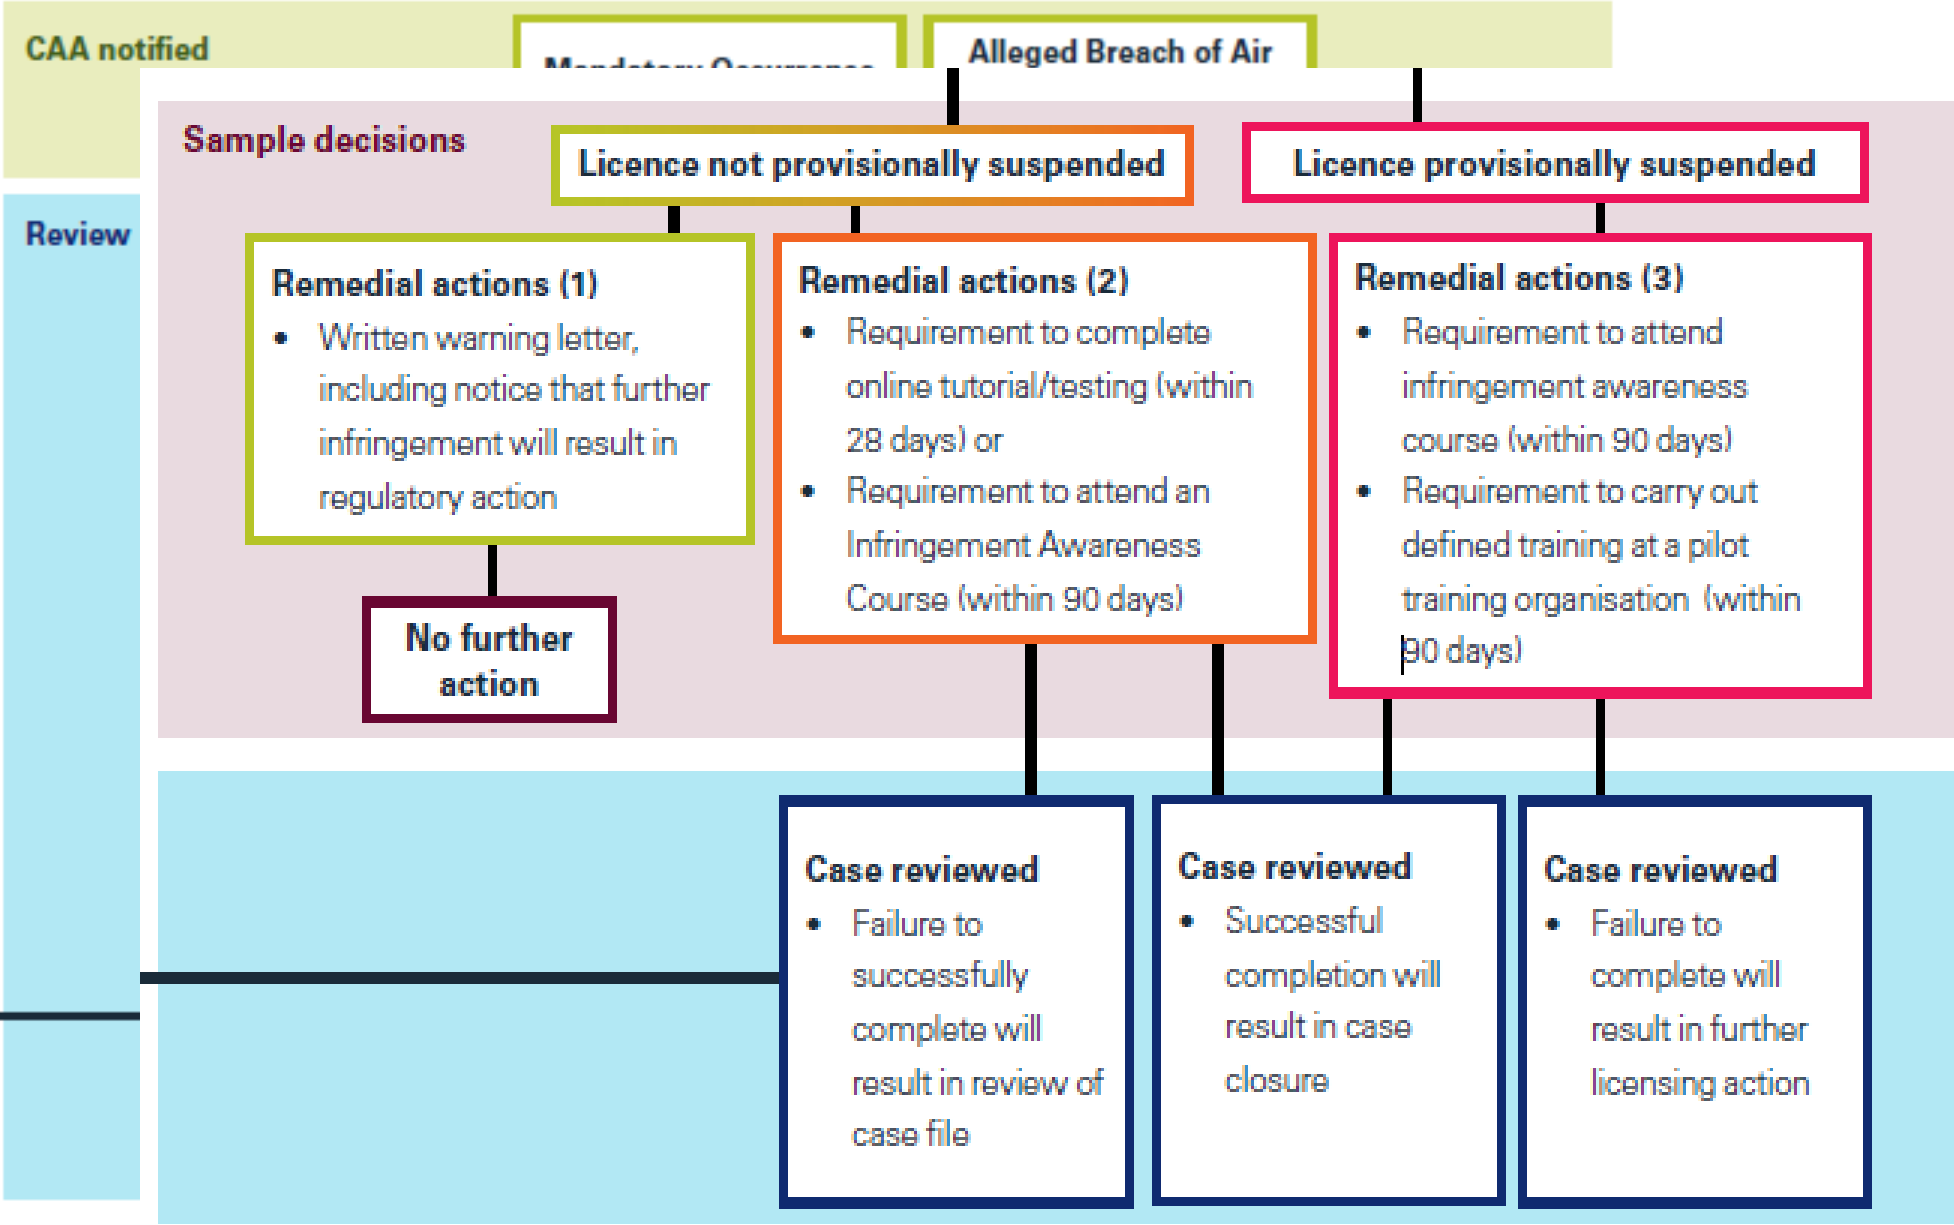 CAA notified
Mandatory Occurrence
Alleged Breach of Air
Review
Sample decisions
Licence not provisionally suspended
Licence provisionally suspended
Remedial actions (1)
• Written warning letter,
including notice that further
infringement will result in
regulatory action
No further
action
Remedial actions (2)
• Requirement to complete
online tutorial/testing (within
28 days) or
• Requirement to attend an
Infringement Awareness
Course (within 90 days)
Remedial actions (3)
• Requirement to attend
infringement awareness
course (within 90 days)
• Requirement to carry out
defined training at a pilot
training organisation (within
90 days)
Case reviewed
• Failure to
successfully
complete will
result in review of
case file
Case reviewed
• Successful
completion will
result in case
closure
Case reviewed
• Failure to
complete will
result in further
licensing action